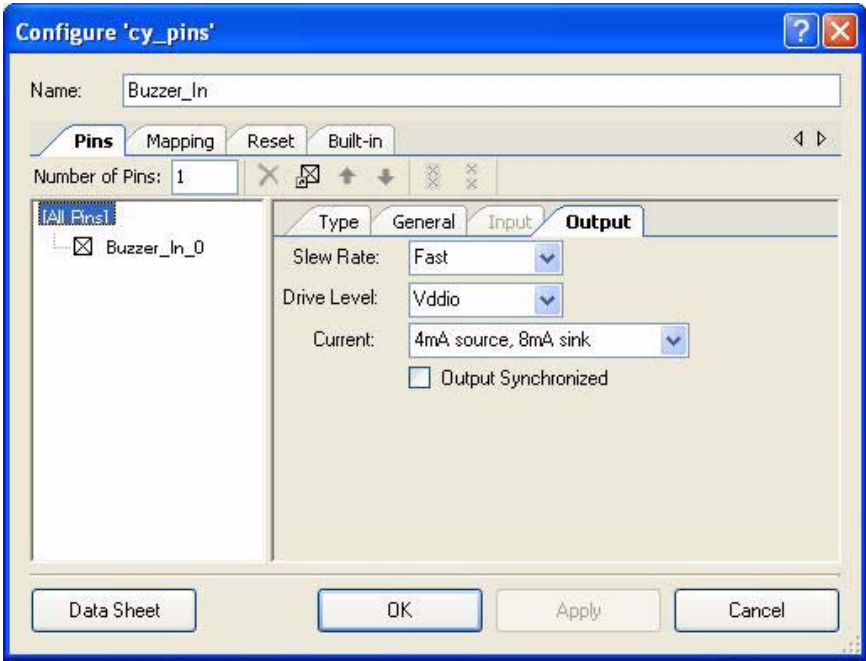 Configure 'cy_pins'
Name: Buzzer_In
Pins Mapping Reset Built-in
Number of Pins: 1
[All Pins]
Buzzer_In_0
Type General Input Output
Slew Rate: Fast
Drive Level: Vddio
Current: 4mA source, 8mA sink
Output Synchronized
Data Sheet OK Apply Cancel